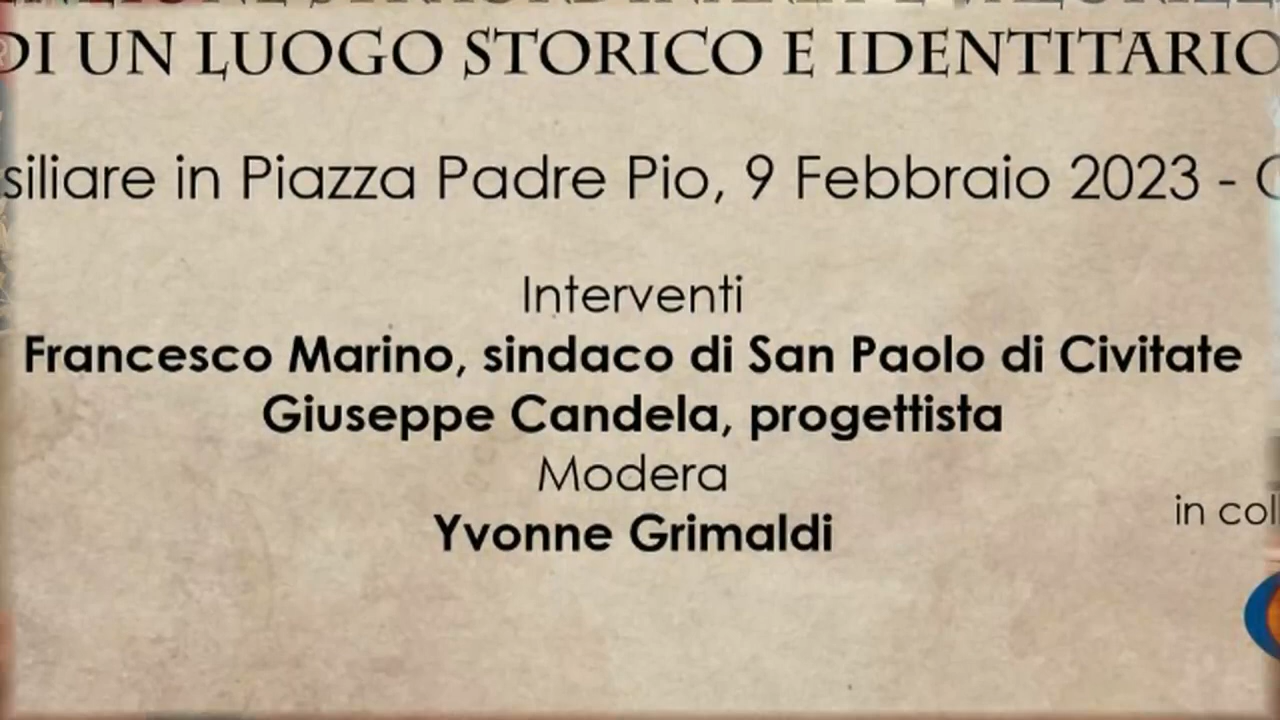 DI UN LUOGO STORICO E IDENTITARIO
siliare in Piazza Padre Pio, 9 Febbraio 2023 -
Interventi
Francesco Marino, sindaco di San Paolo di Civitate
Giuseppe Candela, progettista
Modera
Yvonne Grimaldi
in col